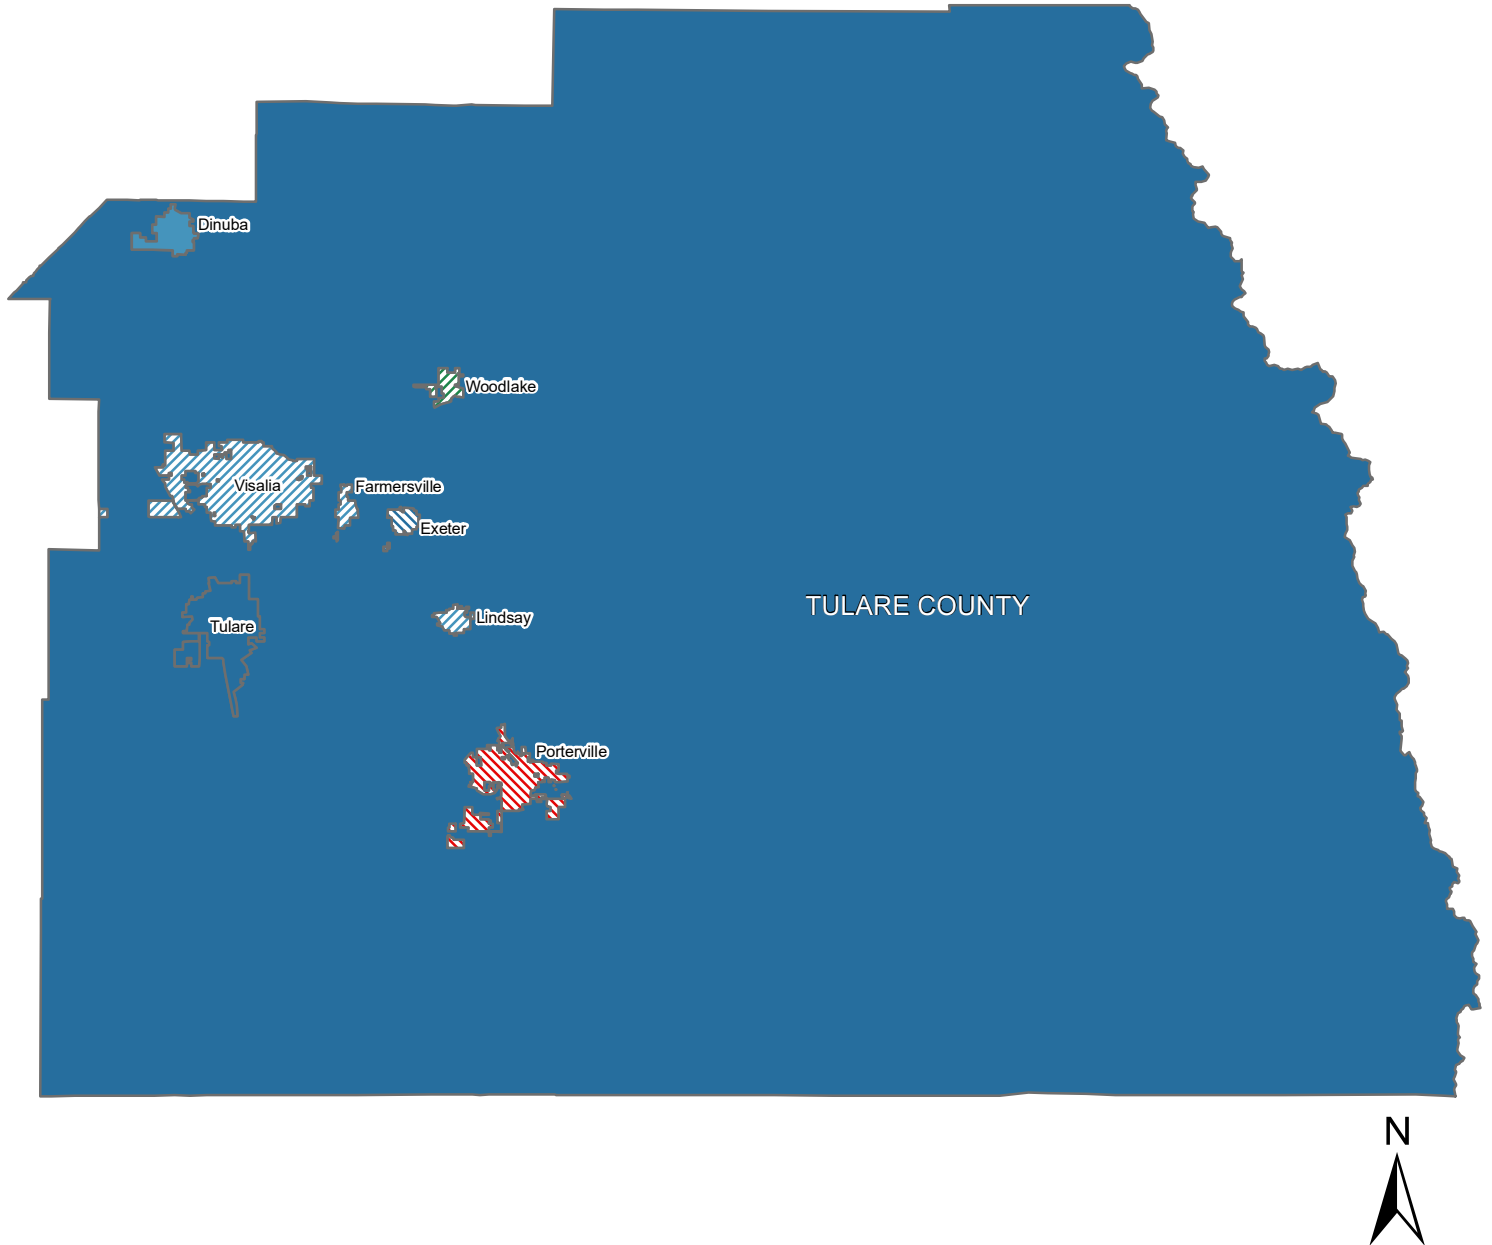 Dinuba
Woodlake
Visalia
Farmersville
Exeter
TULARE COUNTY
Lindsay
Tulare
Porterville
N